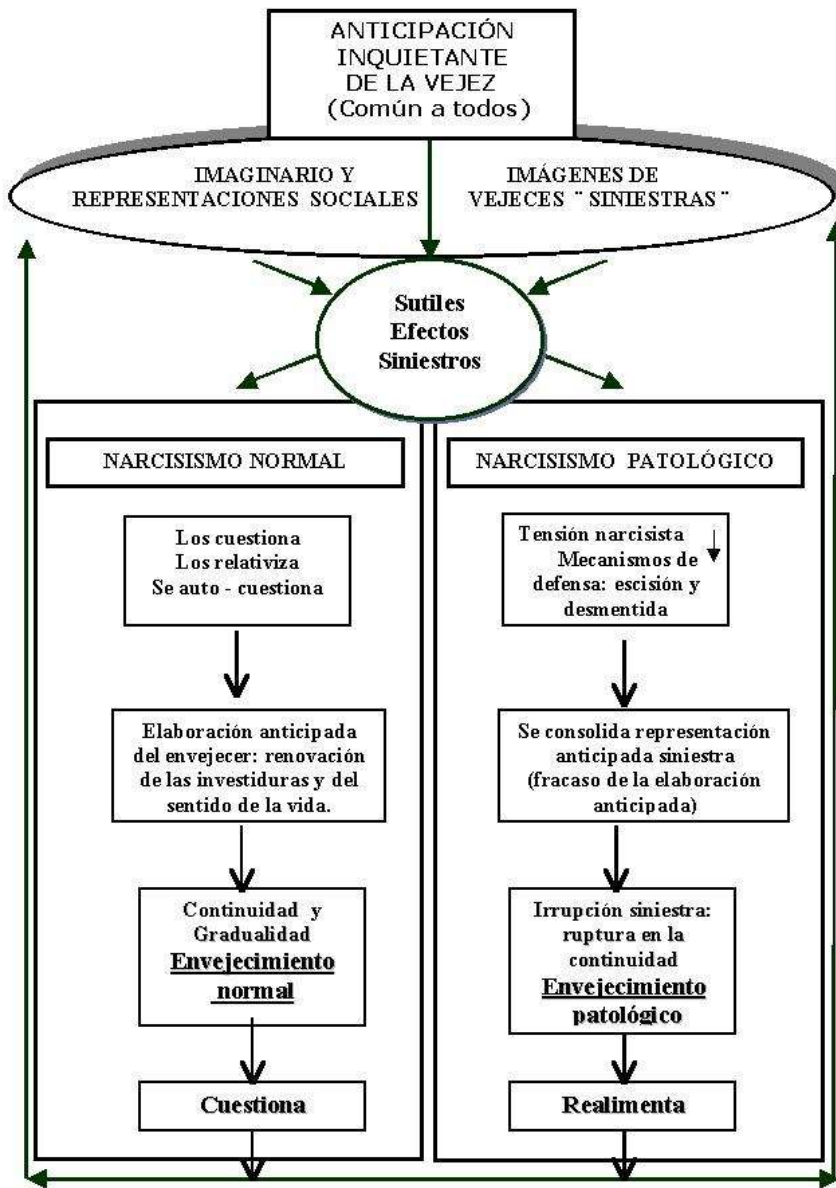 ANTICIPACIÓN
INQUIETANTE
DE LA VEJEZ
(Común a todos)
IMAGINARIO Y
REPRESENTACIONES SOCIALES
IMÁGENES DE
VEJECES ¨ SINIESTRAS ¨
Sutiles
Efectos
Siniestros
NARCISISMO NORMAL
Los cuestiona
Los relativiza
Se auto - cuestiona
Elaboración anticipada
del envejecer: renovación
de las investiduras y del
sentido de la vida.
Continuidad y
Gradualidad
Envejecimiento
normal
Cuestiona
NARCISISMO PATOLÓGICO
Tensión narcisista
Mecanismos de
defensa: escisión y
desmentida
Se consolida representación
anticipada siniestra
(fracaso de la elaboración
anticipada)
Irrupción siniestra:
ruptura en la
continuidad
Envejecimiento
patológico
Realimenta